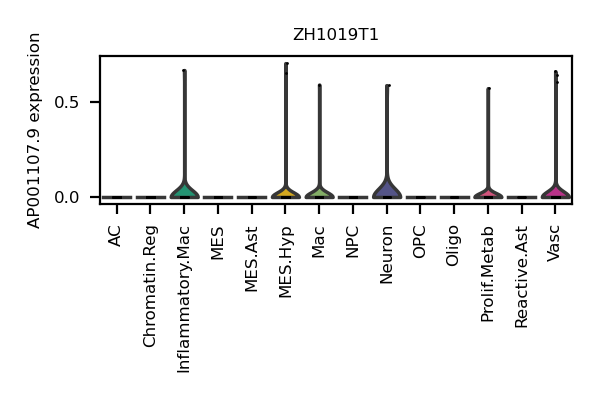 ZH1019T1
AP001107.9 expression
0.5
0.0
AC
Chromatin.Reg
Inflammatory.Mac
MES
MES.Ast
MES.Hyp
Mac
NPC
Neuron
OPC
Oligo
Prolif.Metab
Reactive.Ast
Vasc